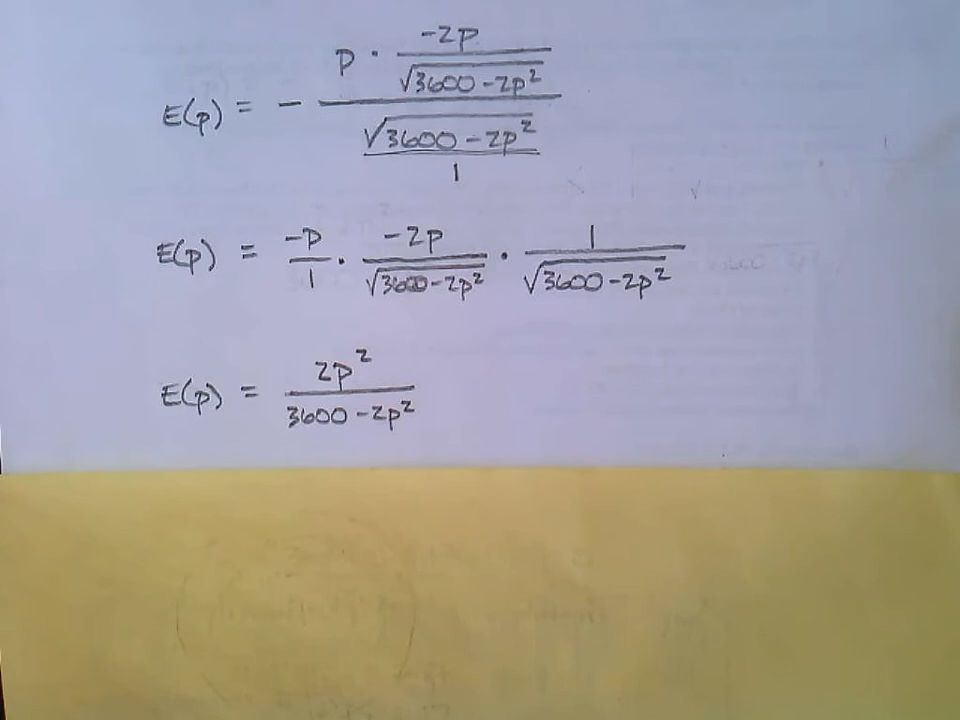 E(p) = - (p · (-2p / √(3600 - 2p²))) / (√(3600 - 2p²) / 1)
E(p) = -p/1 · -2p/√(3600 - 2p²) · 1/√(3600 - 2p²)
E(p) = 2p² / (3600 - 2p²)